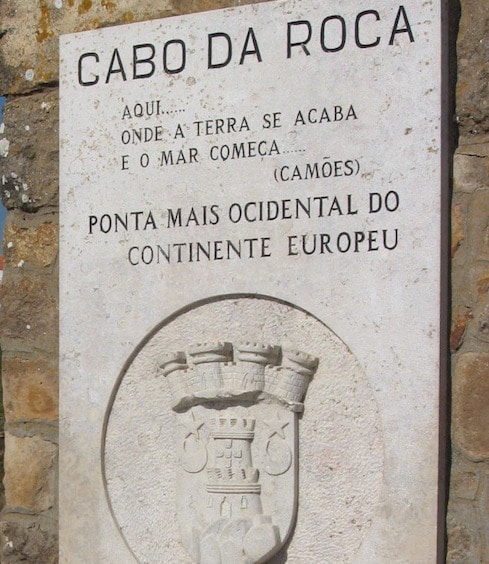 CABO DA ROCA
AQUI.....
ONDE A TERRA SE ACABA
E O MAR COMEÇA.....
(CAMÕES)
PONTA MAIS OCIDENTAL DO
CONTINENTE EUROPEU